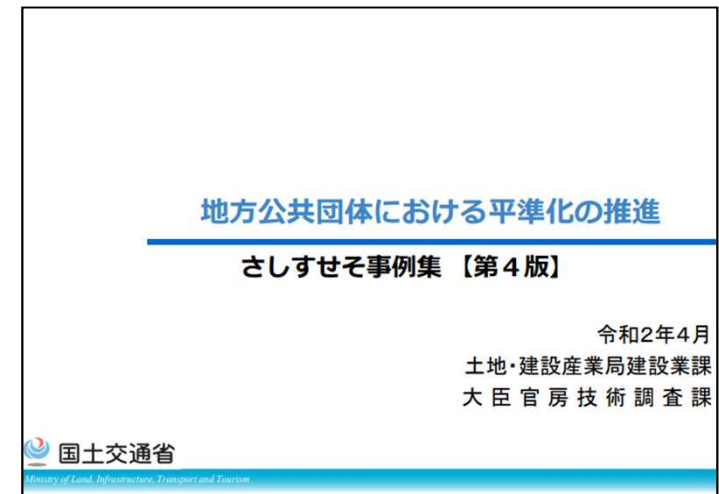 地方公共団体における平準化の推進
さしすせそ事例集 【第４版】
令和2年4月
土地・建設産業局建設業課
大臣官房技術調査課
国土交通省
Ministry of Land, Infrastructure, Transport and Tourism